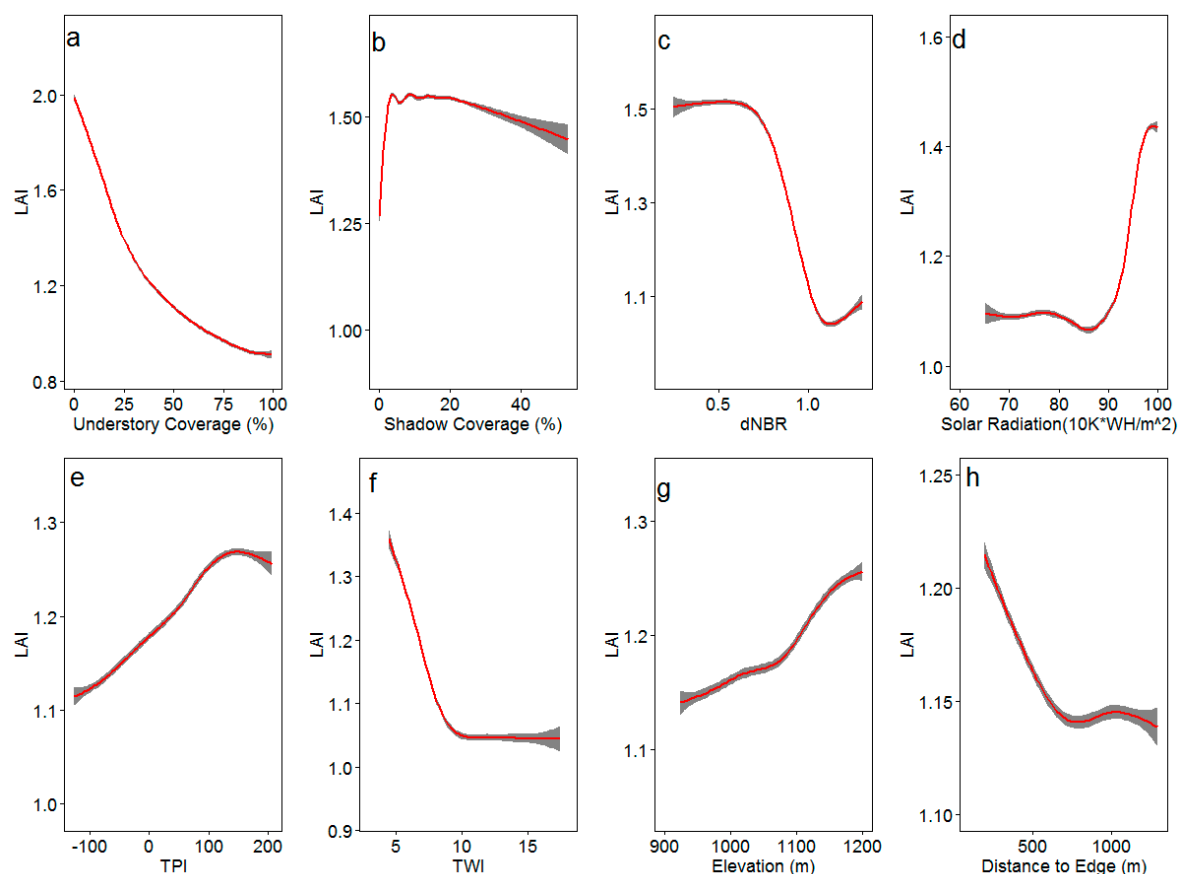 a
b
c
d
LAI
2.0
1.6
1.2
0.8
0 25 50 75 100
Understory Coverage (%)
LAI
1.50
1.25
1.00
0 20 40
Shadow Coverage (%)
LAI
1.5
1.3
1.1
0.5 1.0
dNBR
LAI
1.6
1.4
1.2
1.0
60 70 80 90 100
Solar Radiation(10K*WH/m^2)
e
f
g
h
LAI
1.3
1.2
1.1
1.0
-100 0 100 200
TPI
LAI
1.4
1.3
1.2
1.1
1.0
0.9
5 10 15
TWI
LAI
1.3
1.2
1.1
900 1000 1100 1200
Elevation (m)
LAI
1.25
1.20
1.15
1.10
500 1000
Distance to Edge (m)